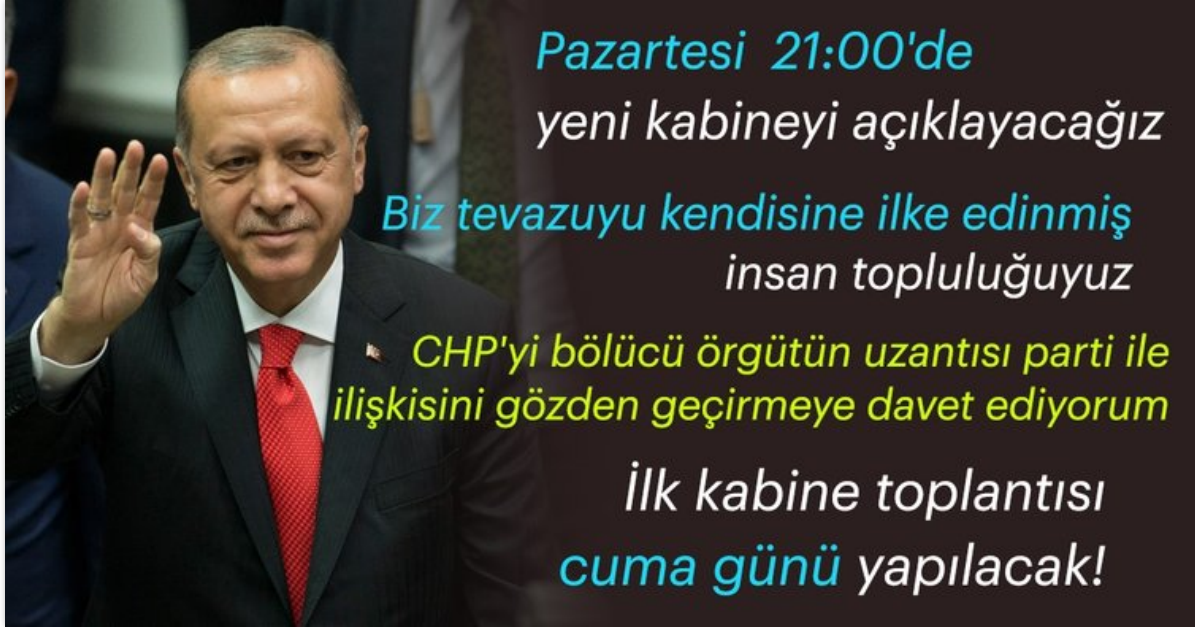 Pazartesi 21:00'de
yeni kabineyi açıklayacağız
Biz tevazuyu kendisine ilke edinmiş
insan topluluğuyuz
CHP'yi bölücü örgütün uzantısı parti ile
ilişkisini gözden geçirmeye davet ediyorum
İlk kabine toplantısı
cuma günü yapılacak!